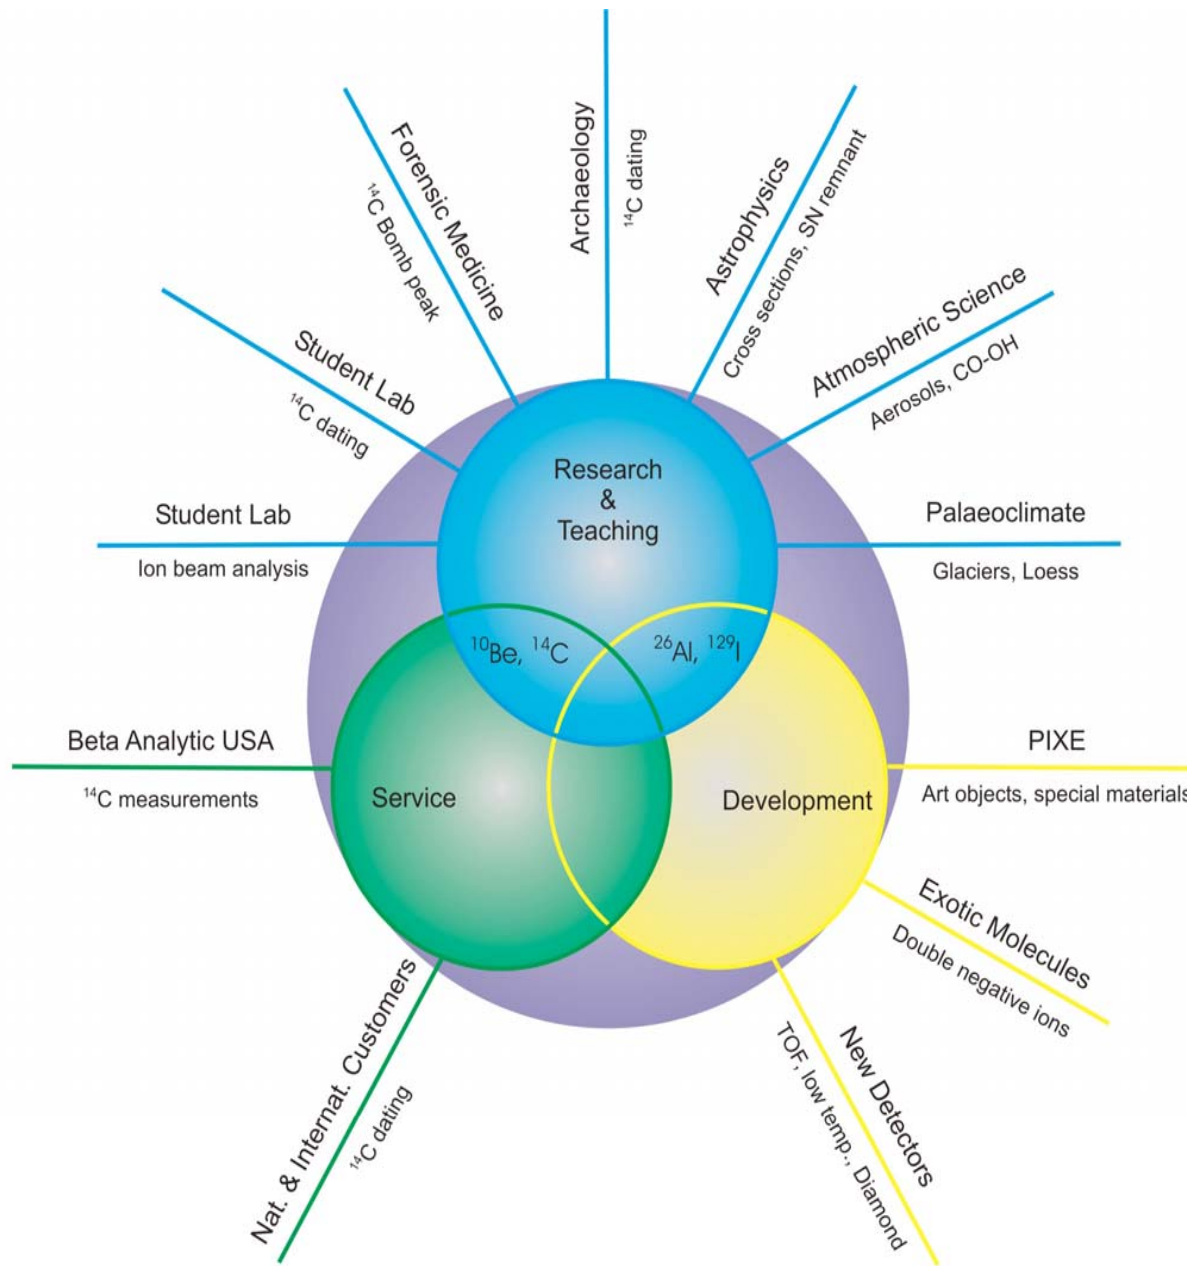 Archaeology
¹⁴C dating
Forensic Medicine
¹⁴C Bomb peak
Astrophysics
Cross sections, SN remnant
Student Lab
¹⁴C dating
Atmospheric Science
Aerosols, CO-OH
Research
&
Teaching
Student Lab
Ion beam analysis
Palaeoclimate
Glaciers, Loess
¹⁰Be, ¹⁴C
²⁶Al, ¹²⁹I
Beta Analytic USA
¹⁴C measurements
Service
Development
PIXE
Art objects, special materials
Exotic Molecules
Double negative ions
Nat. & Internat. Customers
¹⁴C dating
New Detectors
TOF, low temp., Diamond